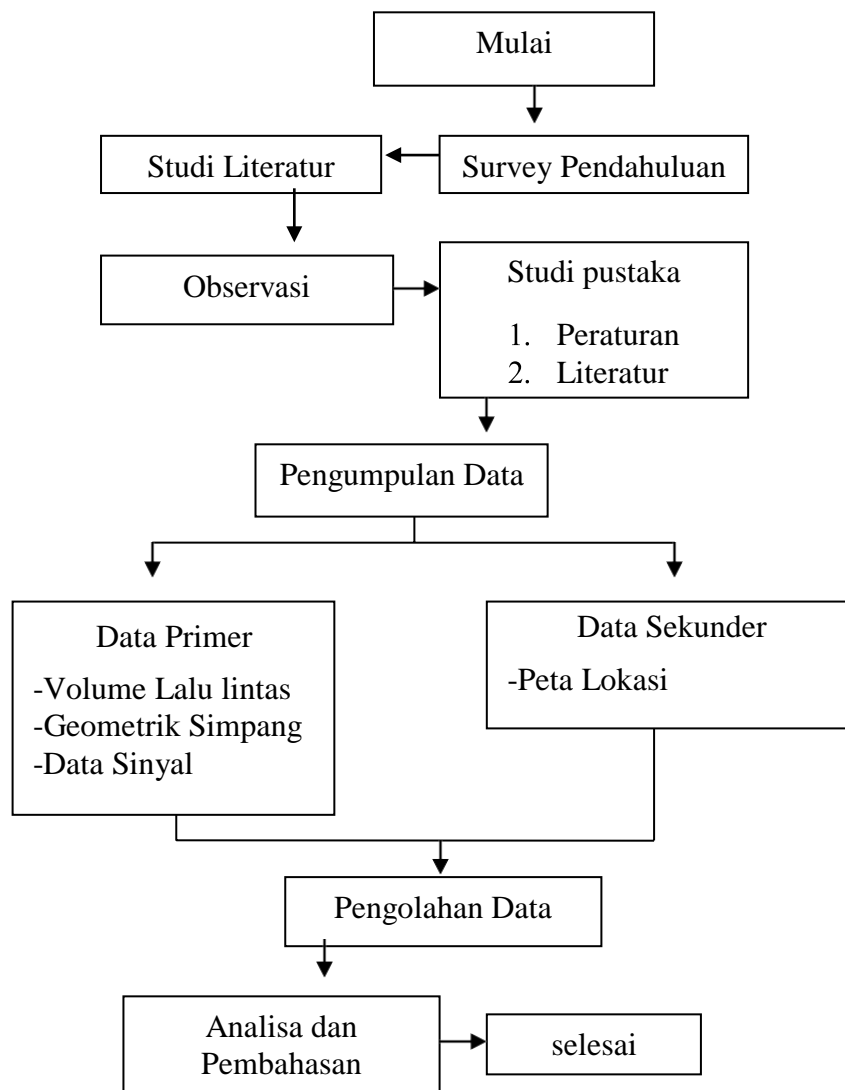 Mulai
Survey Pendahuluan
Studi Literatur
Observasi
Studi pustaka
1. Peraturan
2. Literatur
Pengumpulan Data
Data Primer
-Volume Lalu lintas
-Geometrik Simpang
-Data Sinyal
Data Sekunder
-Peta Lokasi
Pengolahan Data
Analisa dan
Pembahasan
selesai